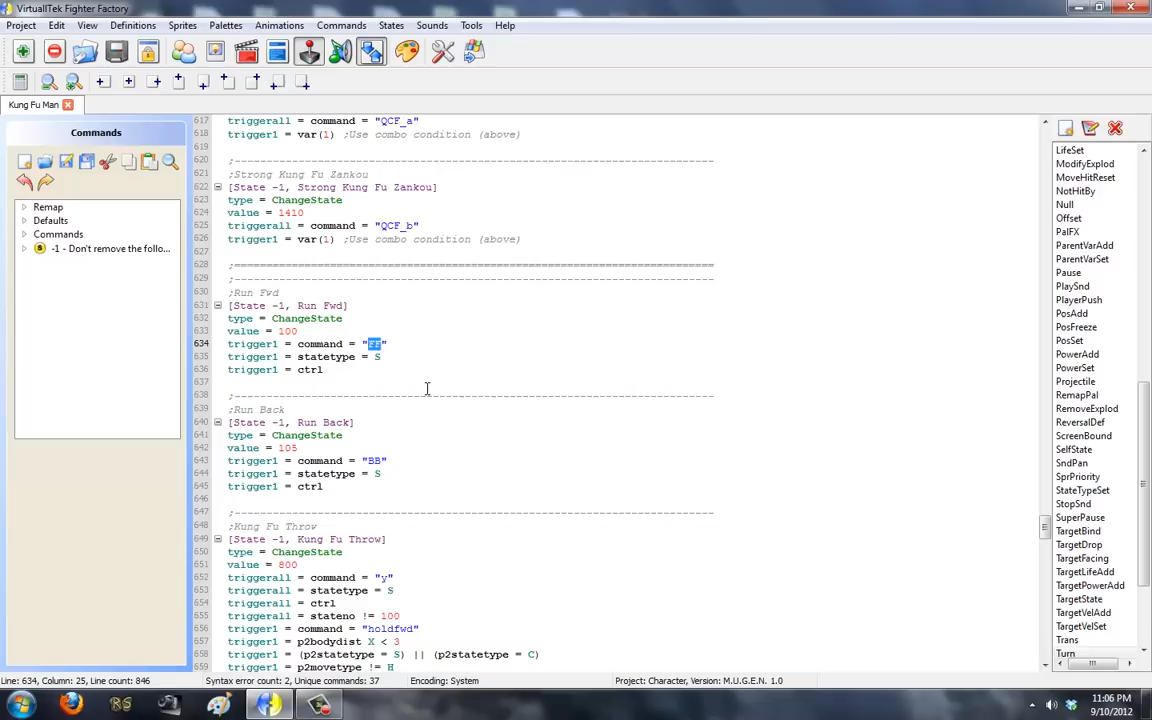 VirtuallTek Fighter Factory
Project Edit View Definitions Sprites Palettes Animations Commands States Sounds Tools Help
Kung Fu Man
Commands
Remap
Defaults
Commands
S -1 - Don't remove the follo...
617 triggerall = command = "QCF_a"
618 trigger1 = var(1) ;Use combo condition (above)
619
620 ;---------------------------------------------------------------------------
621 ;Strong Kung Fu Zankou
622 [State -1, Strong Kung Fu Zankou]
623 type = ChangeState
624 value = 1410
625 triggerall = command = "QCF_b"
626 trigger1 = var(1) ;Use combo condition (above)
627
628 ;===========================================================================
629 ;---------------------------------------------------------------------------
630 ;Run Fwd
631 [State -1, Run Fwd]
632 type = ChangeState
633 value = 100
634 trigger1 = command = "FF"
635 trigger1 = statetype = S
636 trigger1 = ctrl
637
638 ;---------------------------------------------------------------------------
639 ;Run Back
640 [State -1, Run Back]
641 type = ChangeState
642 value = 105
643 trigger1 = command = "BB"
644 trigger1 = statetype = S
645 trigger1 = ctrl
646
647 ;---------------------------------------------------------------------------
648 ;Kung Fu Throw
649 [State -1, Kung Fu Throw]
650 type = ChangeState
651 value = 800
652 triggerall = command = "y"
653 triggerall = statetype = S
654 triggerall = ctrl
655 triggerall = stateno != 100
656 trigger1 = command = "holdfwd"
657 trigger1 = p2bodydist X < 3
658 trigger1 = (p2statetype = S) || (p2statetype = C)
659 trigger1 = p2movetype != H
LifeSet
ModifyExplod
MoveHitReset
NotHitBy
Null
Offset
PalFX
ParentVarAdd
ParentVarSet
Pause
PlaySnd
PlayerPush
PosAdd
PosFreeze
PosSet
PowerAdd
PowerSet
Projectile
RemapPal
RemoveExplod
ReversalDef
ScreenBound
SelfState
SndPan
SprPriority
StateTypeSet
StopSnd
SuperPause
TargetBind
TargetDrop
TargetFacing
TargetLifeAdd
TargetPowerAdd
TargetState
TargetVelAdd
TargetVelSet
Trans
Turn
Line: 634, Column: 25, Line count: 846 Syntax error count: 2, Unique commands: 37 Encoding: System Project: Character, Version: M.U.G.E.N. 1.0
11:06 PM
9/10/2012